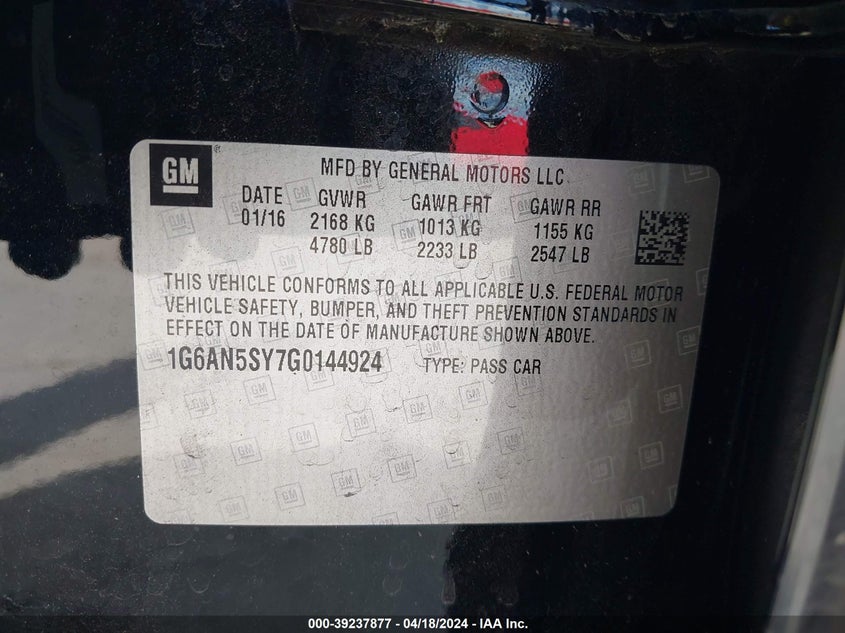 GM
MFD BY GENERAL MOTORS LLC
DATE GVWR GAWR FRT GAWR RR
01/16 2168 KG 1013 KG 1155 KG
4780 LB 2233 LB 2547 LB
THIS VEHICLE CONFORMS TO ALL APPLICABLE U.S. FEDERAL MOTOR
VEHICLE SAFETY, BUMPER, AND THEFT PREVENTION STANDARDS IN
EFFECT ON THE DATE OF MANUFACTURE SHOWN ABOVE.
1G6AN5SY7G0144924 TYPE: PASS CAR
000-39237877 - 04/18/2024 - IAA Inc.